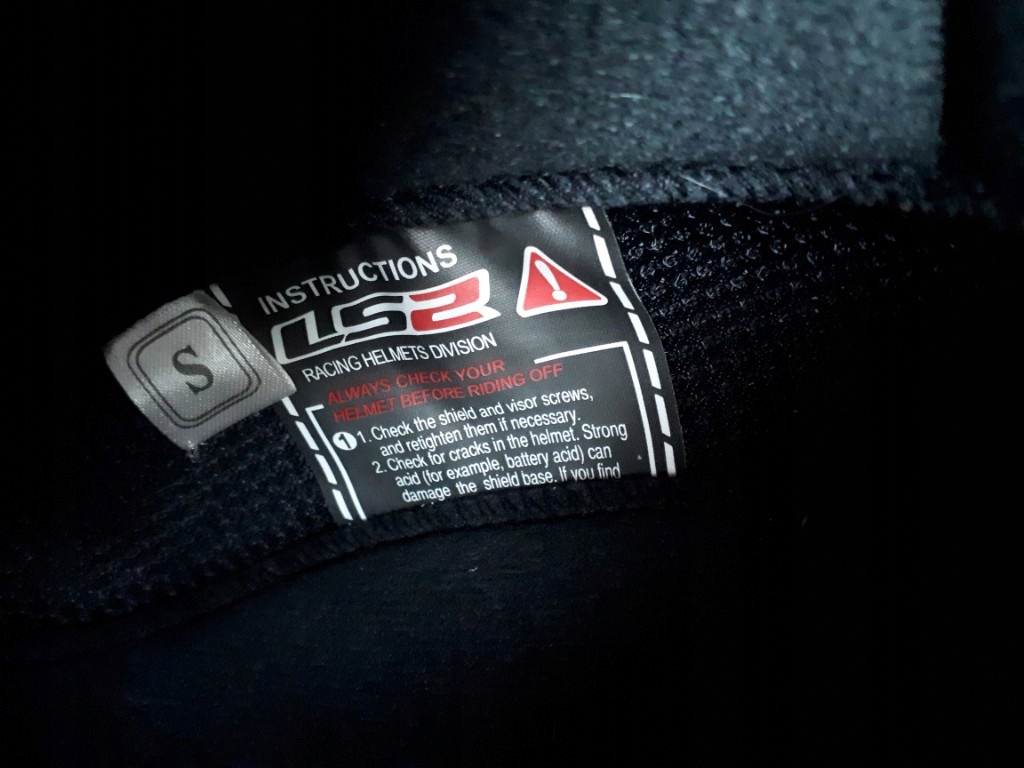 S
INSTRUCTIONS
LS2
RACING HELMETS DIVISION
ALWAYS CHECK YOUR
HELMET BEFORE RIDING OFF
1 1. Check the shield and visor screws,
and retighten them if necessary.
2. Check for cracks in the helmet. Strong
acid (for example, battery acid) can
damage the shield base. If you find